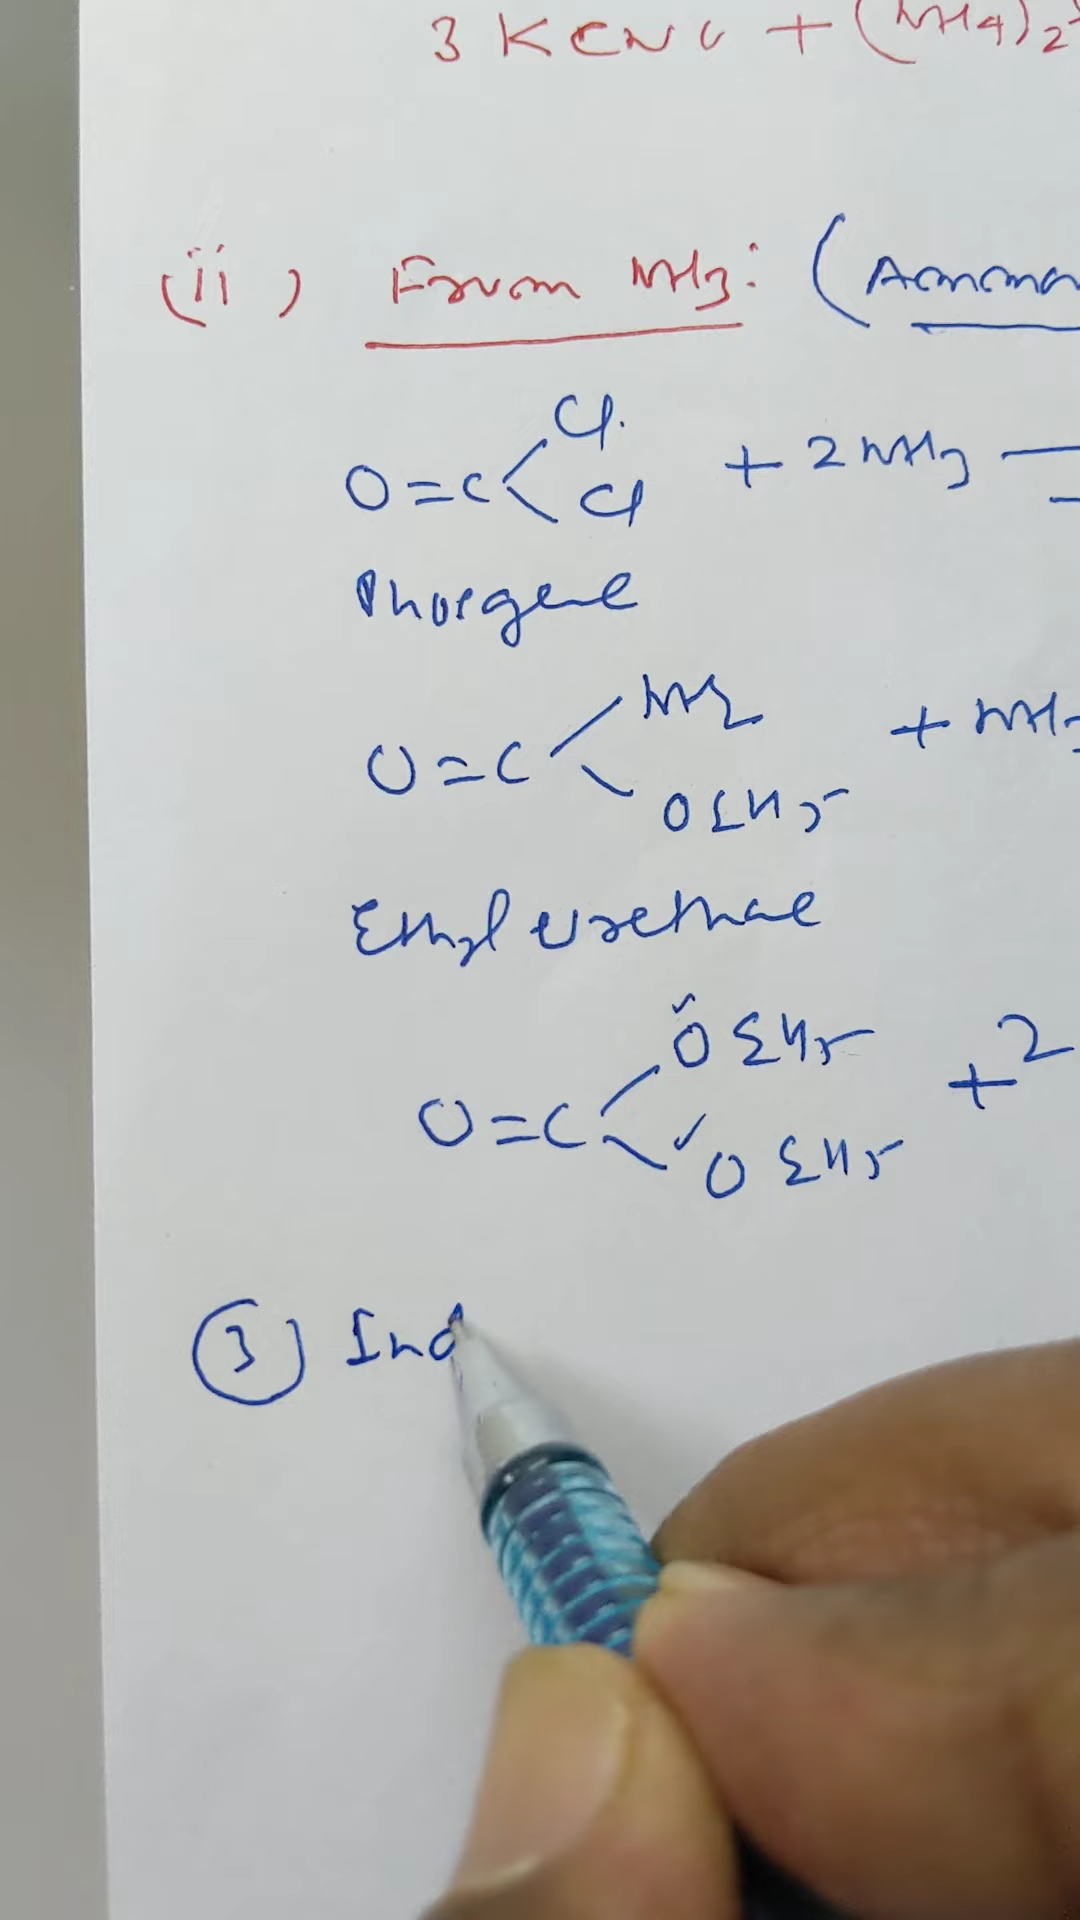 3 KCNO + (NH4)2
(ii) From NH3: (Ammon
O=C
Cl
Cl
+ 2NH3
Phosgene
O=C
NH2
OC2H5
+ NH3
Ethyl urethane
O=C
OC2H5
OC2H5
+ 2
(3) Ind